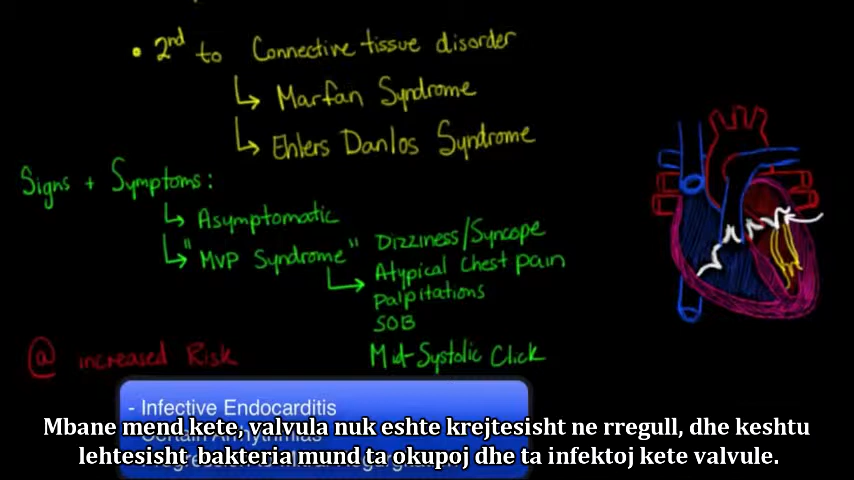 • 2nd to Connective tissue disorder
↳ Marfan Syndrome
↳ Ehlers Danlos Syndrome
Signs + Symptoms:
↳ Asymptomatic
↳ "MVP Syndrome"
↳ Dizziness/Syncope
Atypical Chest pain
palpitations
SOB
Mid-Systolic Click
@ increased Risk
- Infective Endocarditis
- Certain Arrhythmias
Mbane mend kete, valvula nuk eshte krejtesisht ne rregull, dhe keshtu
lehtesisht bakteria mund ta okupoj dhe ta infektoj kete valvule.